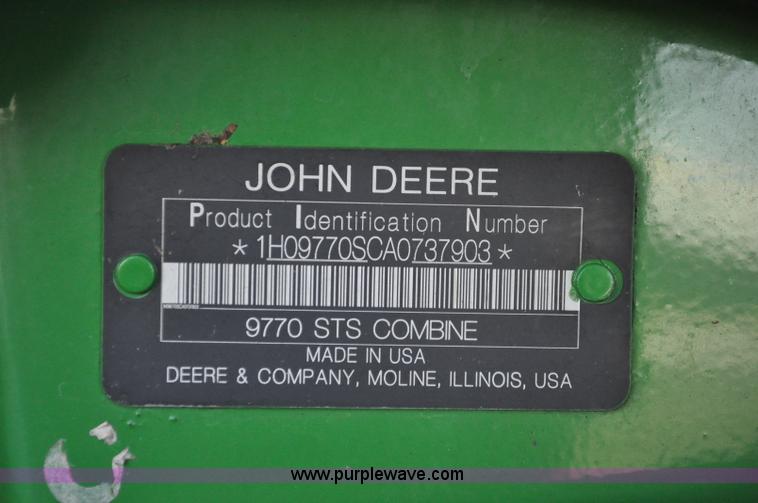 JOHN DEERE
Product Identification Number
*1H09770SCA0737903*
9770 STS COMBINE
MADE IN USA
DEERE & COMPANY, MOLINE, ILLINOIS, USA
www.purplewave.com